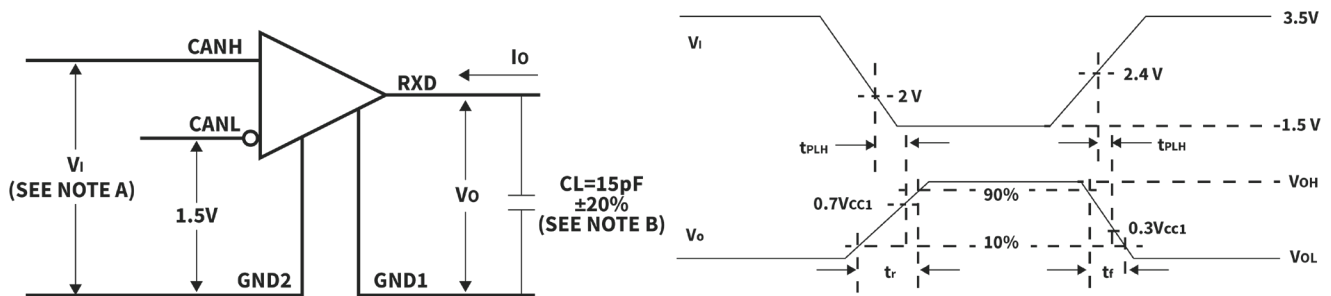 CANH
CANL
RXD
IO
VI
(SEE NOTE A)
1.5V
VO
CL=15pF
±20%
(SEE NOTE B)
GND2
GND1
VI
3.5V
2 V
2.4 V
1.5 V
tPLH
tPLH
VOH
0.7VCC1
90%
0.3VCC1
Vo
10%
VOL
tr
tf